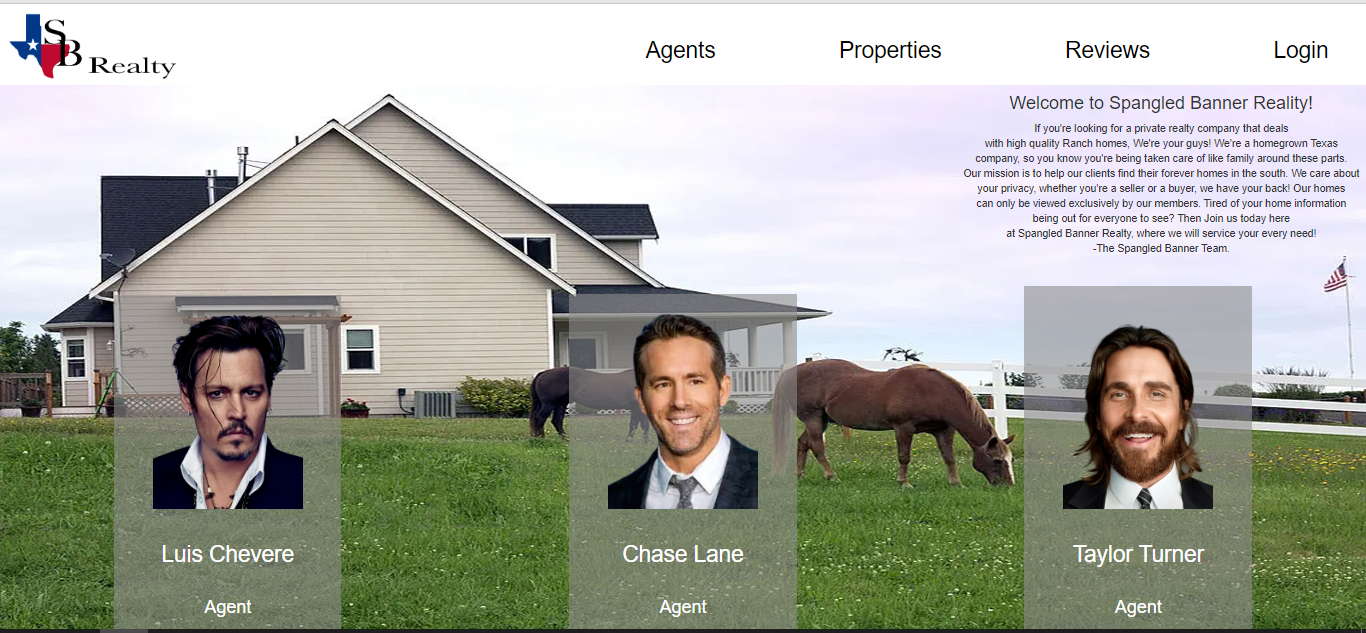 SB Realty
Agents
Properties
Reviews
Login
Welcome to Spangled Banner Reality!
If you're looking for a private realty company that deals
with high quality Ranch homes, We're your guys! We're a homegrown Texas
company, so you know you're being taken care of like family around these parts.
Our mission is to help our clients find their forever homes in the south. We care about
your privacy, whether you're a seller or a buyer, we have your back! Our homes
can only be viewed exclusively by our members. Tired of your home information
being out for everyone to see? Then Join us today here
at Spangled Banner Realty, where we will service your every need!
-The Spangled Banner Team.
Luis Chevere
Chase Lane
Taylor Turner
Agent
Agent
Agent